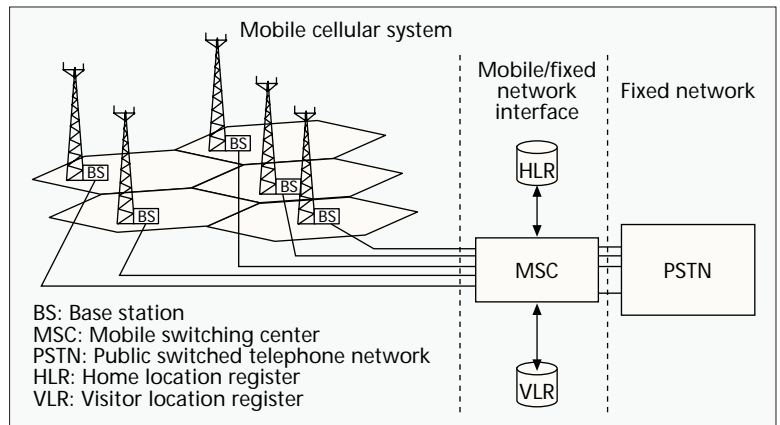 Mobile cellular system
Mobile/fixed
network
interface
Fixed network
BS
BS
BS
BS
BS
HLR
MSC
PSTN
VLR
BS: Base station
MSC: Mobile switching center
PSTN: Public switched telephone network
HLR: Home location register
VLR: Visitor location register